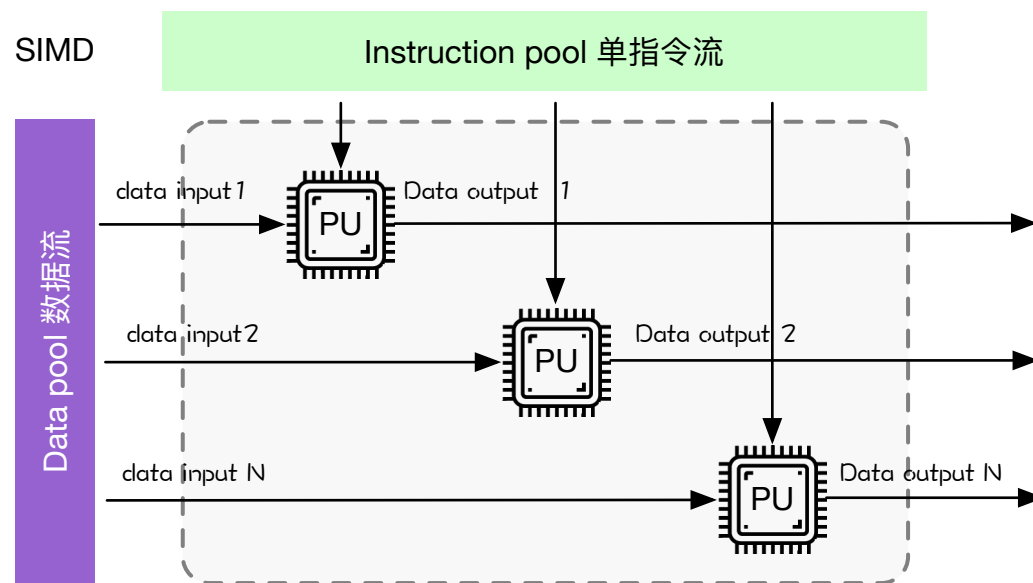 SIMD
Instruction pool 单指令流
Data pool 数据流
data input 1
PU
Data output 1
data input 2
PU
Data output 2
data input N
PU
Data output N